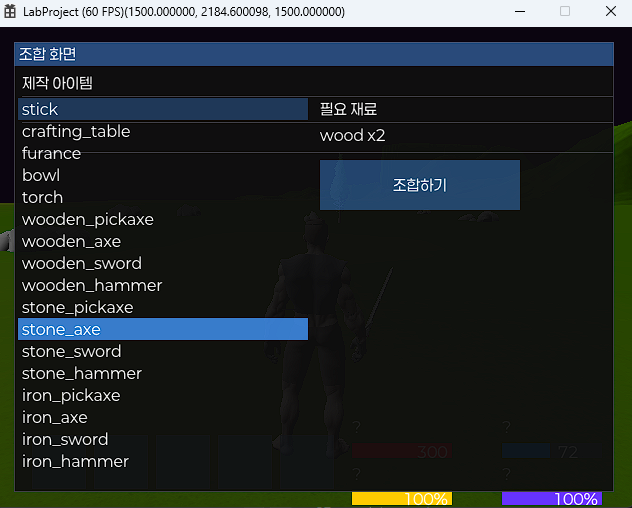 LabProject (60 FPS)(1500.000000, 2184.600098, 1500.000000)
조합 화면
제작 아이템
stick
필요 재료
crafting_table
wood x2
furance
bowl
조합하기
torch
wooden_pickaxe
wooden_axe
wooden_sword
wooden_hammer
stone_pickaxe
stone_axe
stone_sword
stone_hammer
iron_pickaxe
iron_axe
iron_sword
iron_hammer
? ?
300 72
? ?
100% 100%